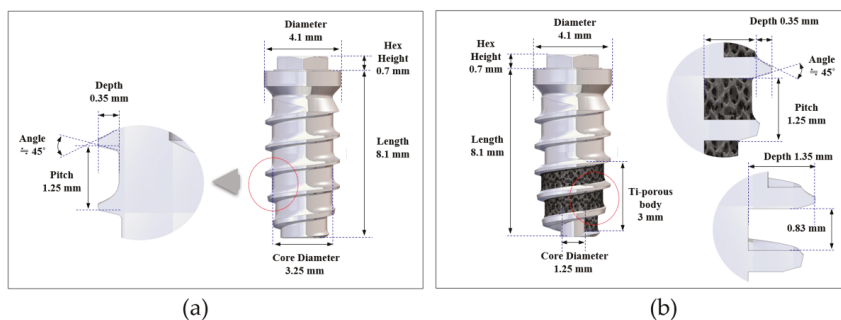 Diameter
4.1 mm
Hex
Height
0.7 mm
Depth
0.35 mm
Angle
≒ 45°
Pitch
1.25 mm
Length
8.1 mm
Core Diameter
3.25 mm
(a)
Diameter
4.1 mm
Hex
Height
0.7 mm
Length
8.1 mm
Ti-porous
body
3 mm
Core Diameter
1.25 mm
Depth 0.35 mm
Angle
≒ 45°
Pitch
1.25 mm
Depth 1.35 mm
0.83 mm
(b)